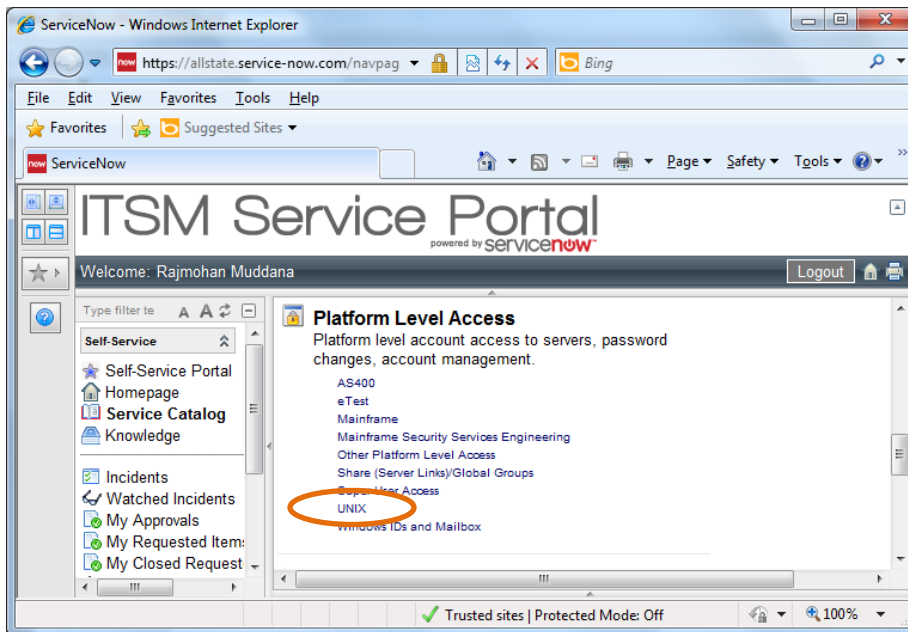 ServiceNow - Windows Internet Explorer
https://allstate.service-now.com/navpag
Bing
File Edit View Favorites Tools Help
Favorites Suggested Sites
now ServiceNow
Page Safety Tools
ITSM Service Portal
powered by servicenow
Welcome: Rajmohan Muddana
Logout
Type filter te A A
Self-Service
Self-Service Portal
Homepage
Service Catalog
Knowledge
Incidents
Watched Incidents
My Approvals
My Requested Item
My Closed Request
Platform Level Access
Platform level account access to servers, password
changes, account management.
AS400
eTest
Mainframe
Mainframe Security Services Engineering
Other Platform Level Access
Share (Server Links)/Global Groups
Super User Access
UNIX
Windows IDs and Mailbox
Trusted sites | Protected Mode: Off
100%